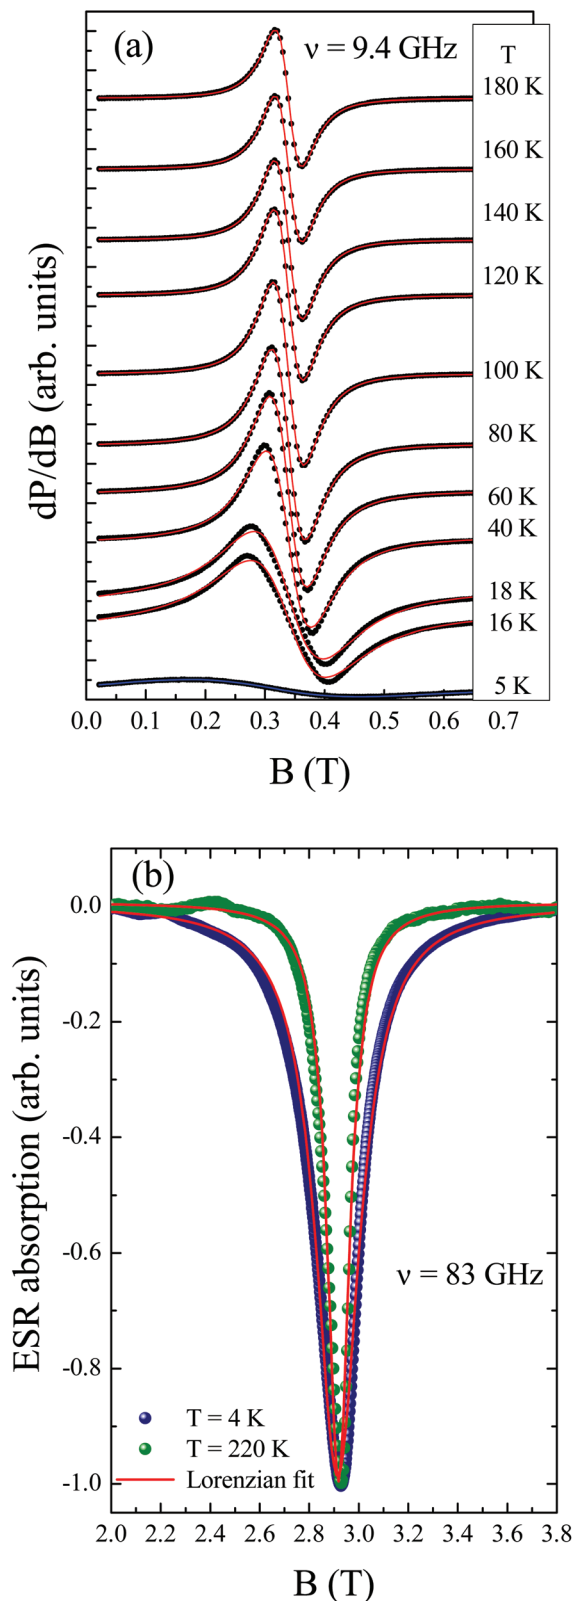 (a)
ν = 9.4 GHz
T
180 K
160 K
140 K
120 K
100 K
80 K
60 K
40 K
18 K
16 K
5 K
dP/dB (arb. units)
0.0 0.1 0.2 0.3 0.4 0.5 0.6 0.7
B (T)
(b)
0.0
-0.2
-0.4
-0.6
-0.8
-1.0
ESR absorption (arb. units)
ν = 83 GHz
T = 4 K
T = 220 K
Lorenzian fit
2.0 2.2 2.4 2.6 2.8 3.0 3.2 3.4 3.6 3.8
B (T)